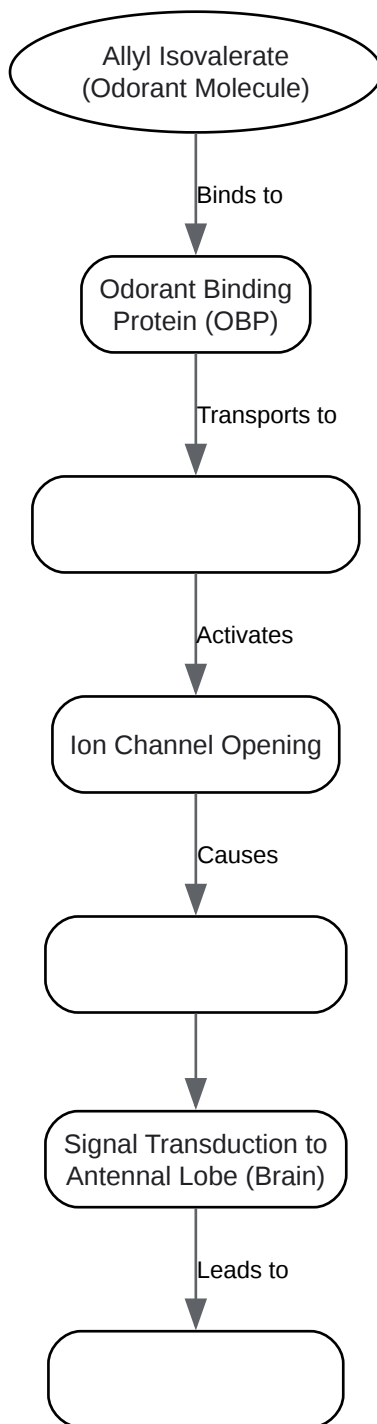 Allyl Isovalerate
(Odorant Molecule)
Binds to
Odorant Binding
Protein (OBP)
Transports to
Activates
Ion Channel Opening
Causes
Signal Transduction to
Antennal Lobe (Brain)
Leads to